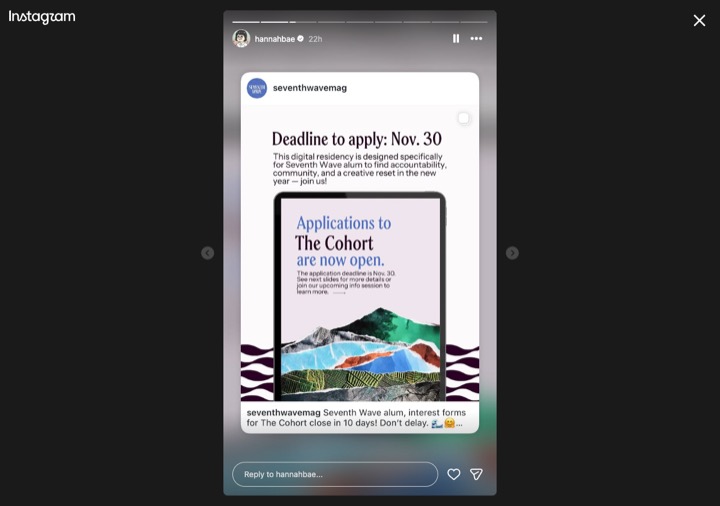 Instagram
hannahbae 22h
seventhwavemag
Deadline to apply: Nov. 30
This digital residency is designed specifically
for Seventh Wave alum to find accountability,
community, and a creative reset in the new
year — join us!
Applications to
The Cohort
are now open.
The application deadline is Nov. 30.
See next slides for more details or
join our upcoming info session to
learn more.
seventhwavemag Seventh Wave alum, interest forms
for The Cohort close in 10 days! Don't delay. 🌊🤗...
Reply to hannahbae...